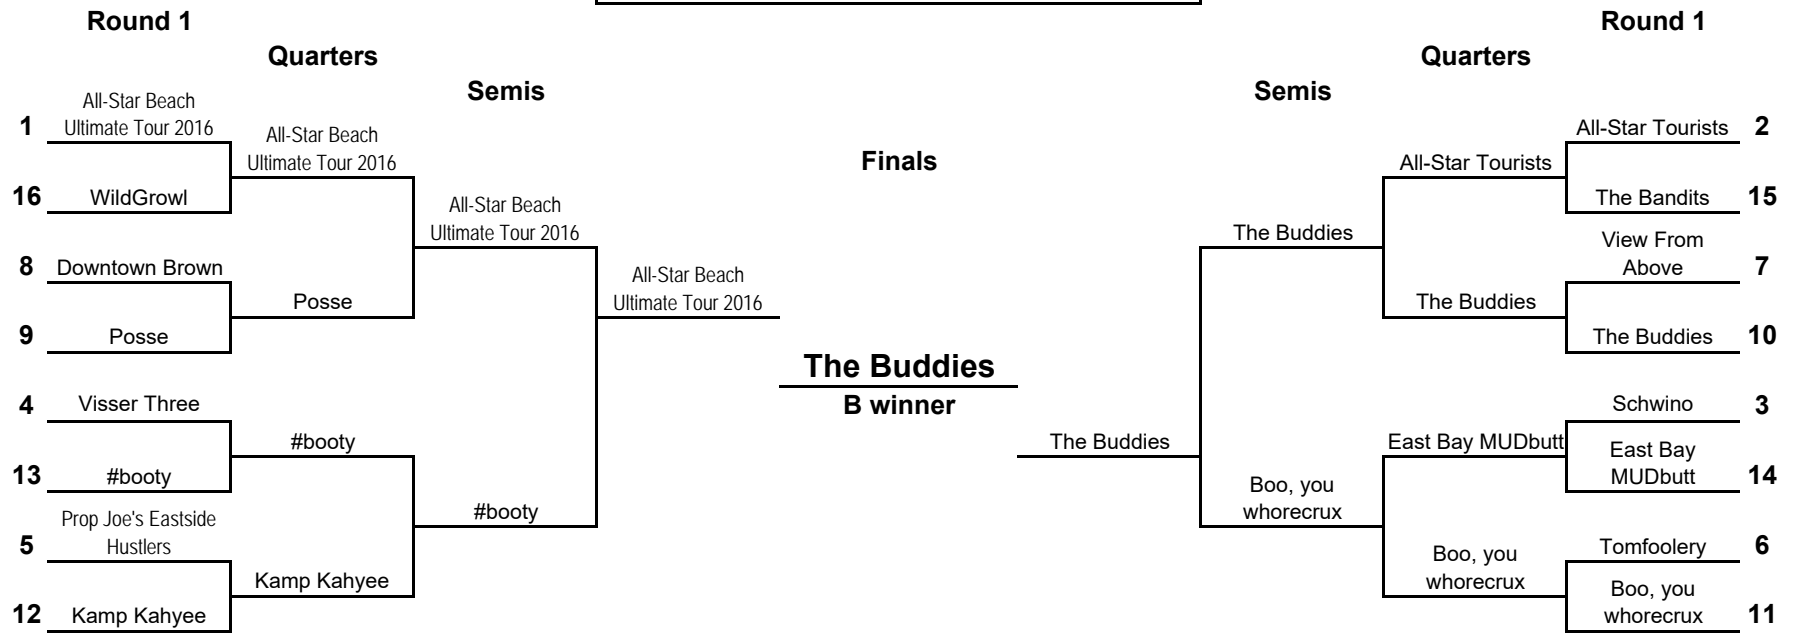 Round 1
Round 1
Quarters
Quarters
Semis
Semis
Finals
All-Star Beach
1 Ultimate Tour 2016
16 WildGrowl
8 Downtown Brown
9 Posse
4 Visser Three
13 #booty
Prop Joe's Eastside
5 Hustlers
12 Kamp Kahyee
All-Star Beach
Ultimate Tour 2016
Posse
#booty
Kamp Kahyee
All-Star Beach
Ultimate Tour 2016
#booty
All-Star Beach
Ultimate Tour 2016
The Buddies
B winner
The Buddies
The Buddies
Boo, you
whorecrux
All-Star Tourists
The Buddies
East Bay MUDbutt
Boo, you
whorecrux
All-Star Tourists 2
The Bandits 15
View From
Above 7
The Buddies 10
Schwino 3
East Bay
MUDbutt 14
Tomfoolery 6
Boo, you
whorecrux 11